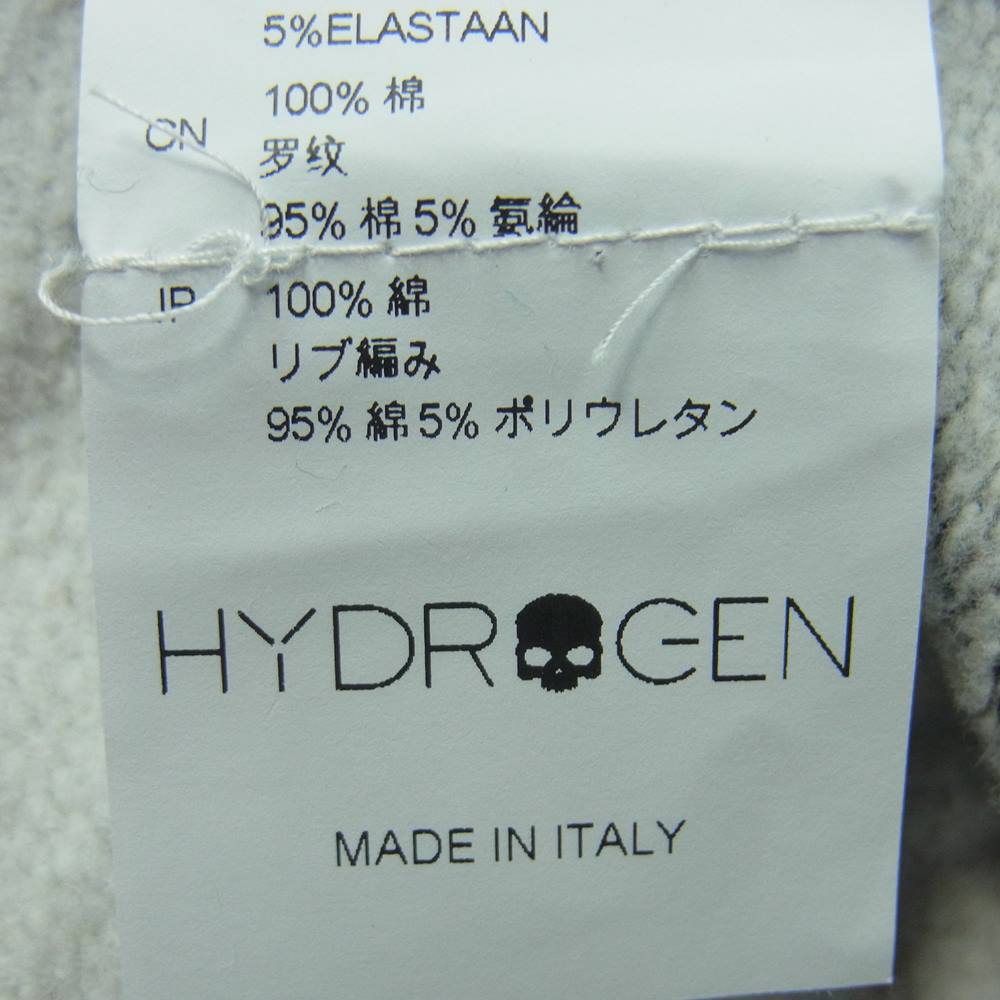 5%ELASTAAN
CN 100% 棉
罗纹
95% 棉 5% 氨綸
JP 100% 綿
リブ編み
95% 綿 5% ポリウレタン
HYDROGEN
MADE IN ITALY